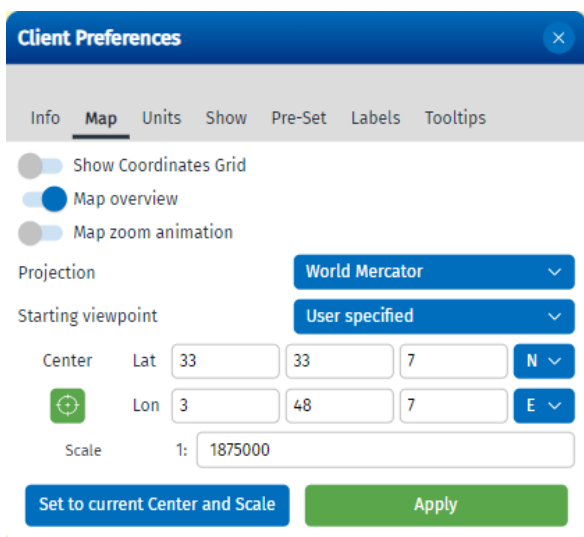 Client Preferences
Info Map Units Show Pre-Set Labels Tooltips
Show Coordinates Grid
Map overview
Map zoom animation
Projection World Mercator
Starting viewpoint User specified
Center Lat 33 33 7 N
Lon 3 48 7 E
Scale 1: 1875000
Set to current Center and Scale Apply